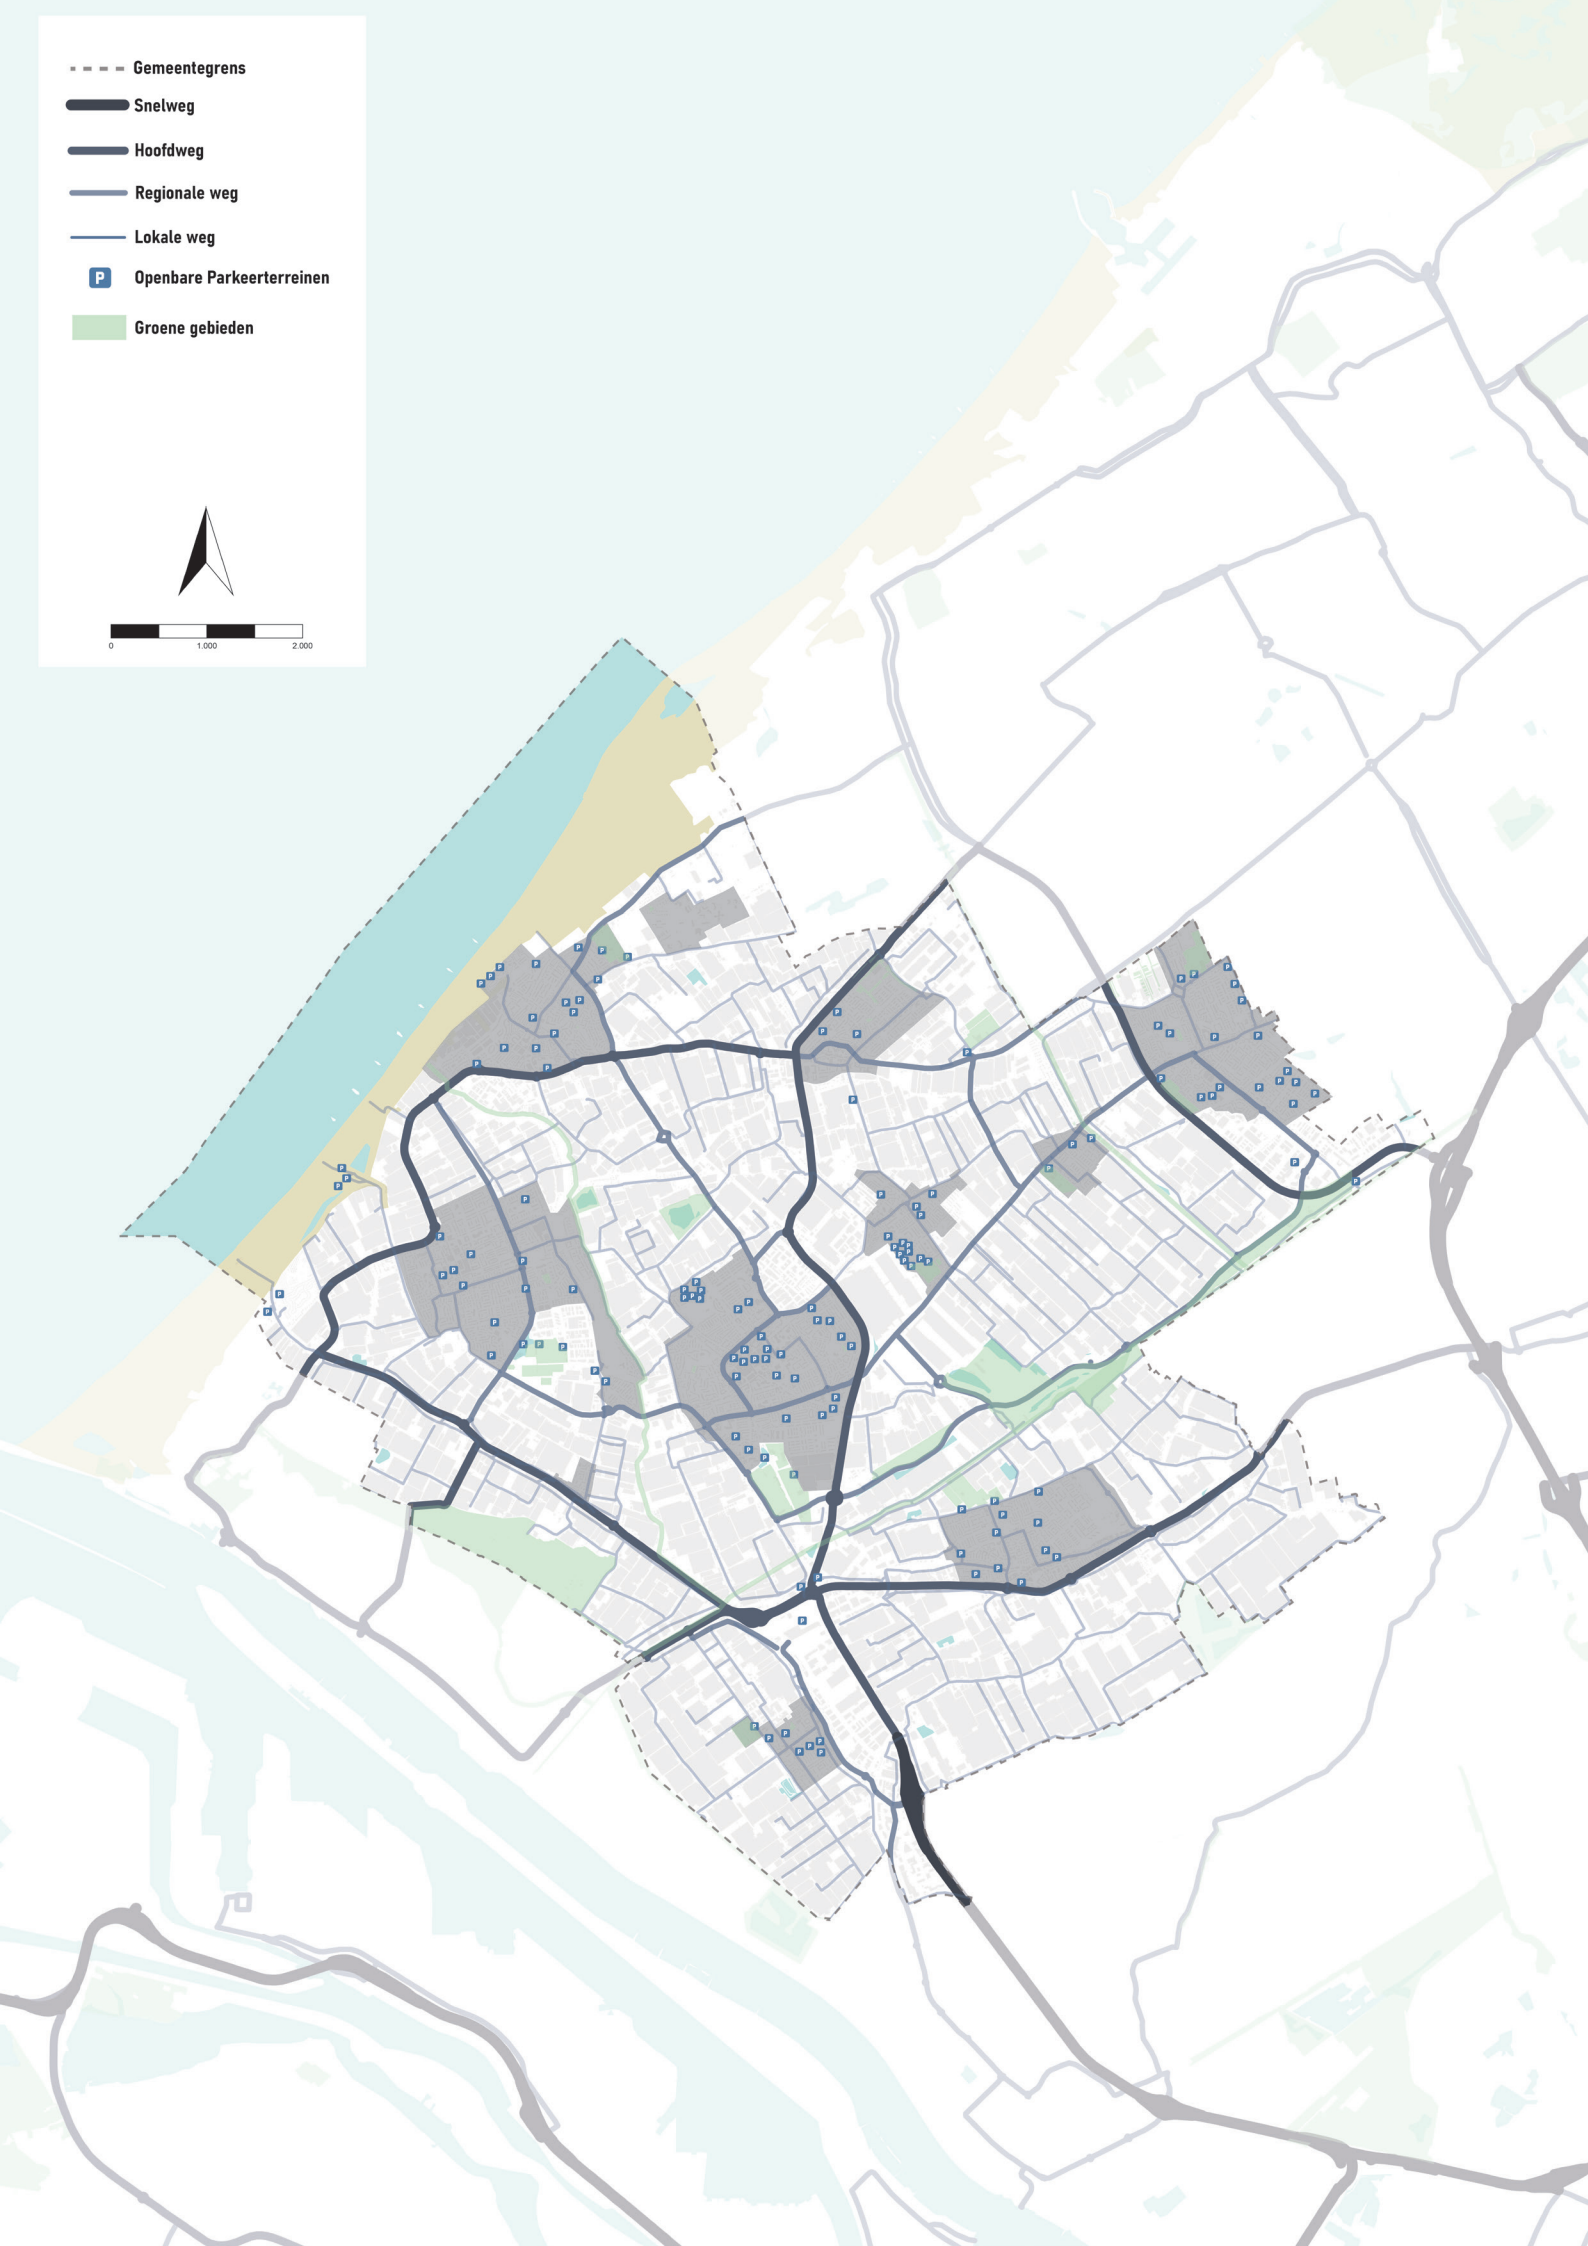 Gemeentegrens
Snelweg
Hoofdweg
Regionale weg
Lokale weg
P Openbare Parkeerterreinen
Groene gebieden
0 1.000 2.000